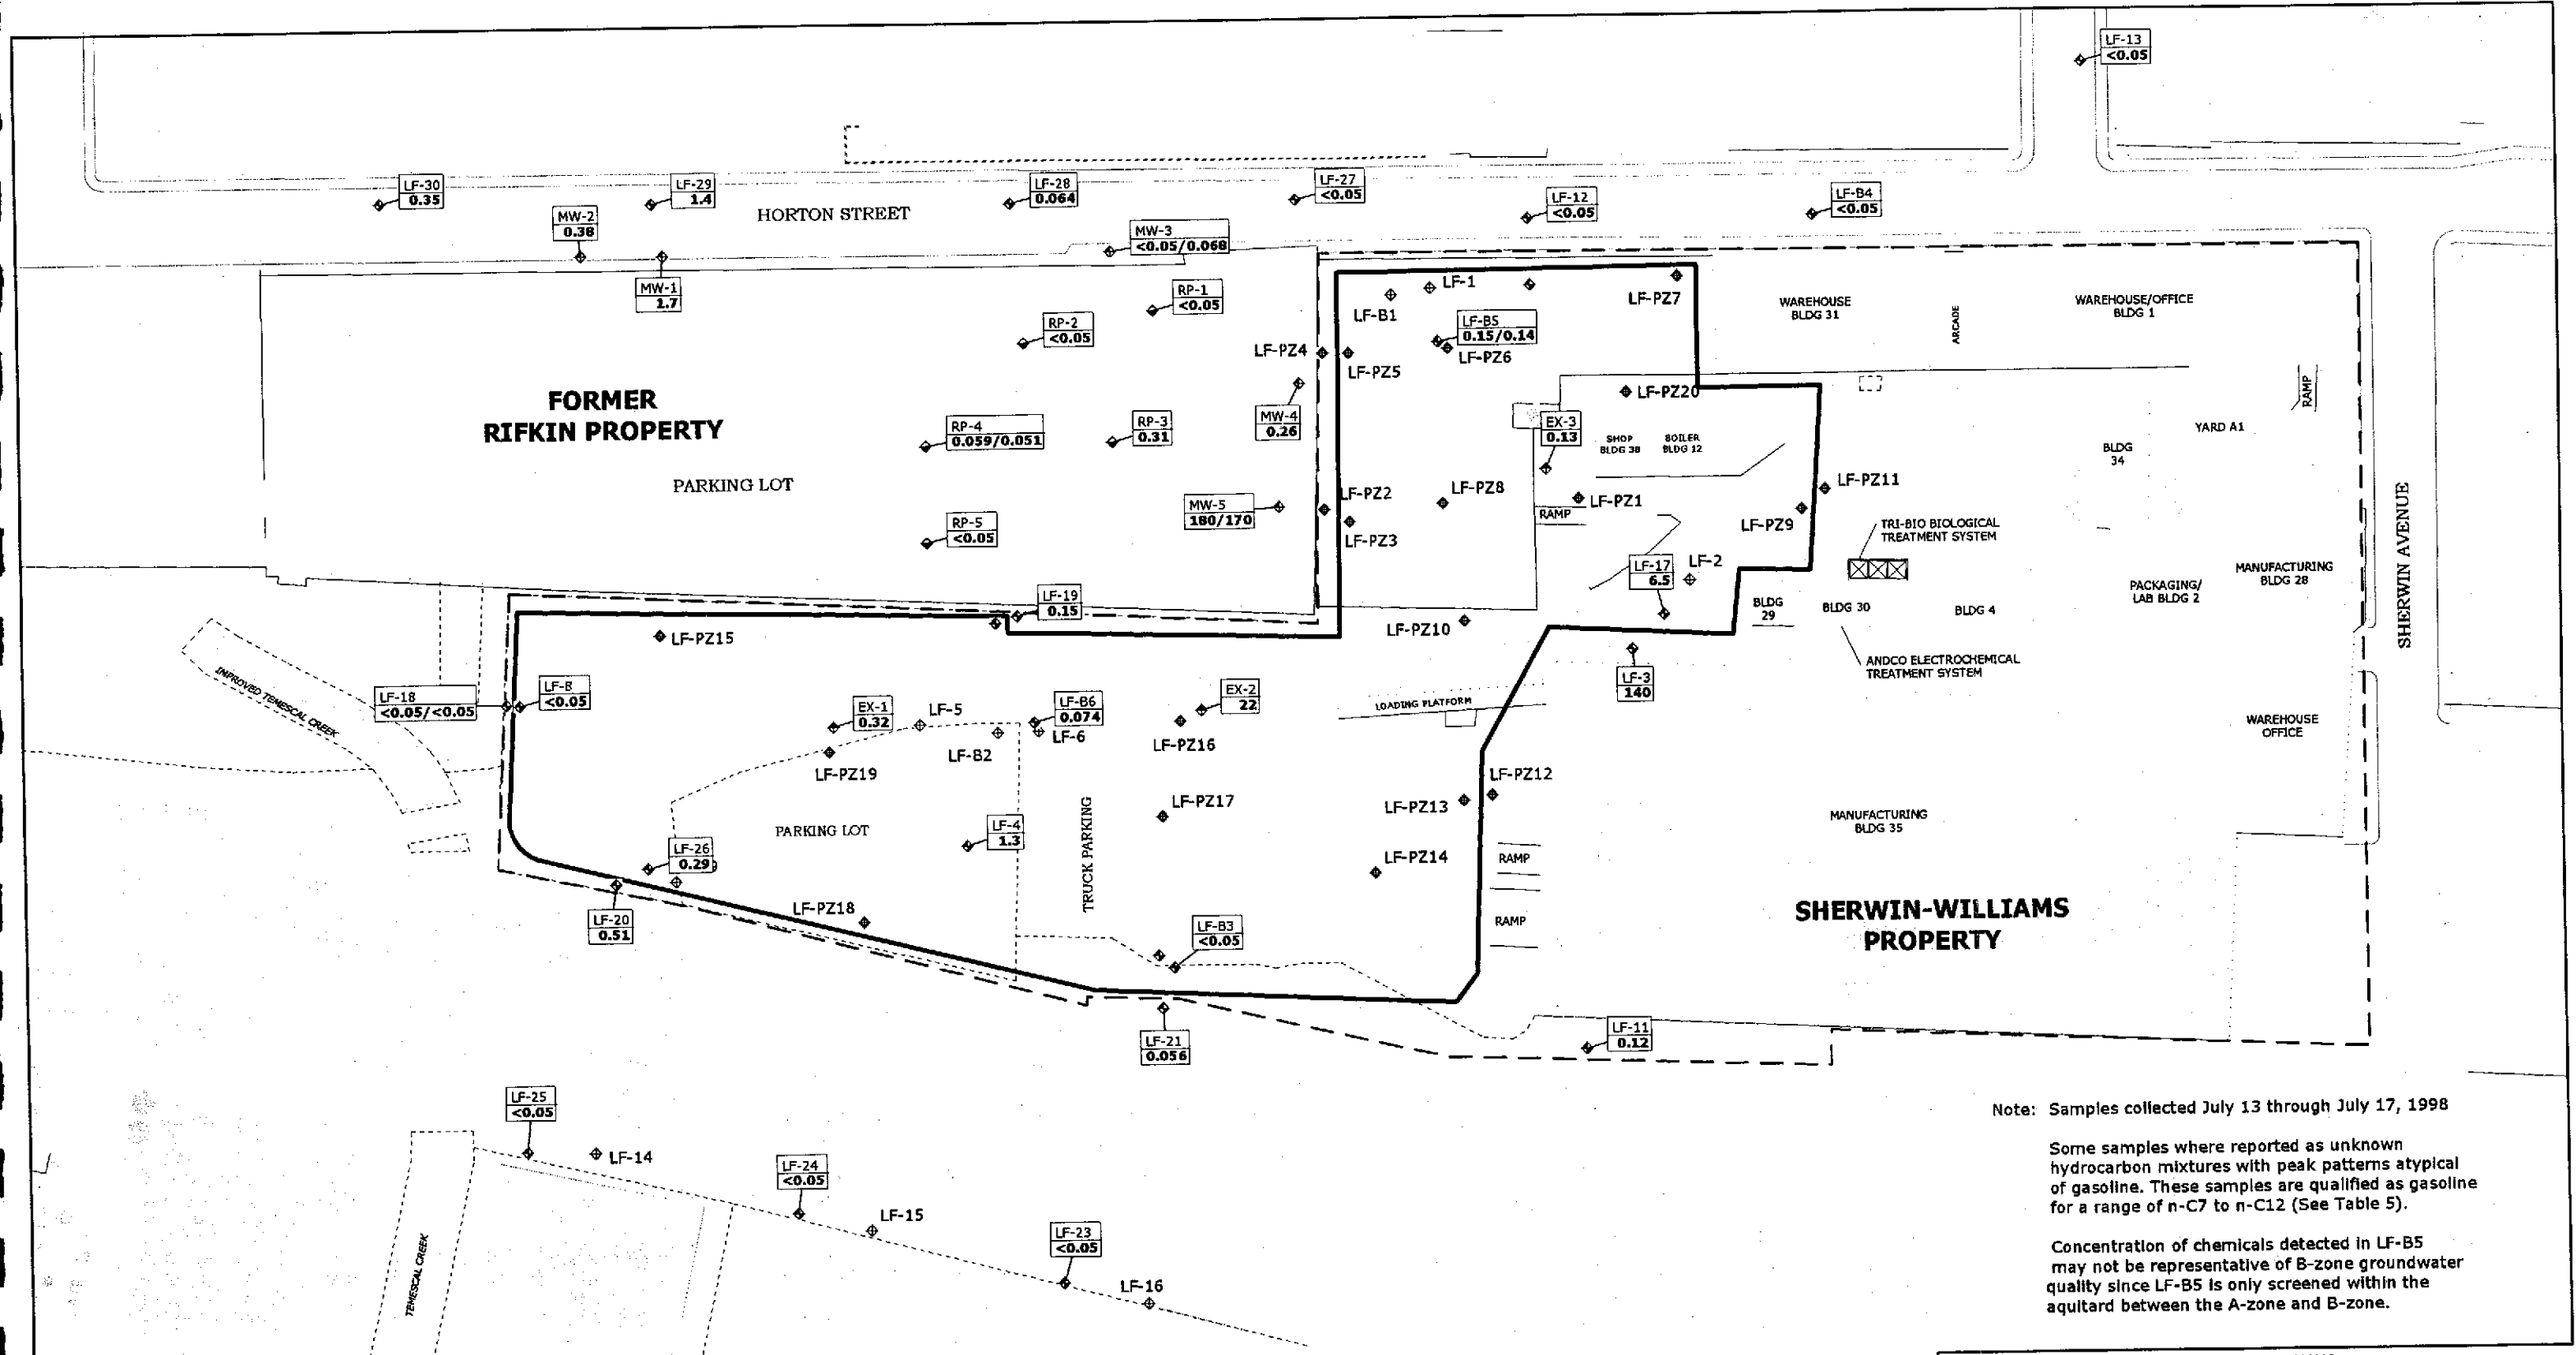 LF-13
<0.05
LF-30
0.35
LF-29
1.4
LF-28
0.064
LF-27
<0.05
LF-12
<0.05
LF-B4
<0.05
MW-2
0.38
HORTON STREET
MW-3
<0.05/0.068
MW-1
1.7
RP-1
<0.05
RP-2
<0.05
LF-1
LF-B1
LF-PZ7
LF-B5
0.15/0.14
LF-PZ6
LF-PZ4
LF-PZ5
WAREHOUSE
BLDG 31
ARCADE
WAREHOUSE/OFFICE
BLDG 1
RAMP
FORMER
RIFKIN PROPERTY
PARKING LOT
RP-4
0.059/0.051
RP-3
0.31
MW-4
0.26
EX-3
0.13
LF-PZ20
SHOP
BLDG 38
BOILER
BLDG 12
YARD A1
BLDG
34
RP-5
<0.05
MW-5
180/170
LF-PZ2
LF-PZ3
LF-PZ8
RAMP
LF-PZ1
LF-PZ9
LF-PZ11
TRI-BIO BIOLOGICAL
TREATMENT SYSTEM
SHERWIN AVENUE
LF-17
6.5
LF-2
MANUFACTURING
BLDG 28
PACKAGING/
LAB BLDG 2
BLDG
29
BLDG 30
BLDG 4
LF-19
0.15
LF-PZ15
LF-PZ10
LF-3
140
ANDCO ELECTROCHEMICAL
TREATMENT SYSTEM
IMPROVED TEMESCAL CREEK
LF-18
<0.05/<0.05
LF-8
<0.05
EX-1
0.32
LF-5
LF-B6
0.074
LF-6
EX-2
22
LOADING PLATFORM
WAREHOUSE
OFFICE
LF-PZ19
LF-B2
LF-PZ16
LF-PZ12
LF-PZ13
LF-PZ17
PARKING LOT
LF-4
1.3
TRUCK PARKING
MANUFACTURING
BLDG 35
LF-26
0.29
LF-PZ14
RAMP
RAMP
LF-20
0.51
LF-PZ18
LF-B3
<0.05
SHERWIN-WILLIAMS
PROPERTY
LF-21
0.056
LF-11
0.12
LF-25
<0.05
LF-14
LF-24
<0.05
LF-15
LF-23
<0.05
LF-16
TEMESCAL CREEK
Note: Samples collected July 13 through July 17, 1998
Some samples where reported as unknown
hydrocarbon mixtures with peak patterns atypical
of gasoline. These samples are qualified as gasoline
for a range of n-C7 to n-C12 (See Table 5).
Concentration of chemicals detected in LF-B5
may not be representative of B-zone groundwater
quality since LF-B5 is only screened within the
aquitard between the A-zone and B-zone.